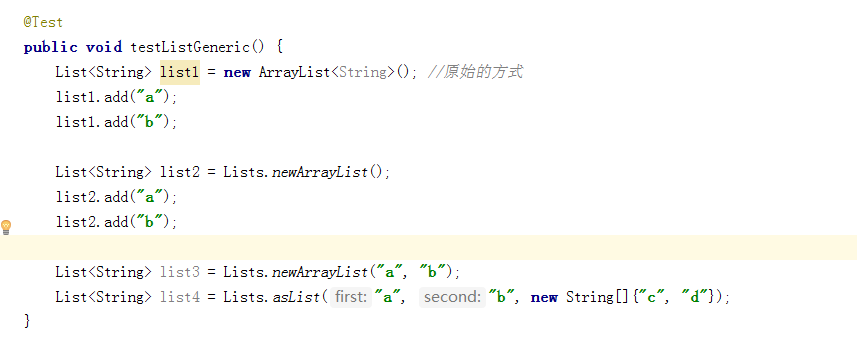 @Test
public void testListGeneric() {
List<String> list1 = new ArrayList<String>(); //原始的方式
list1.add("a");
list1.add("b");
List<String> list2 = Lists.newArrayList();
list2.add("a");
list2.add("b");
List<String> list3 = Lists.newArrayList("a", "b");
List<String> list4 = Lists.asList( first: "a", second: "b", new String[]{"c", "d"});
}